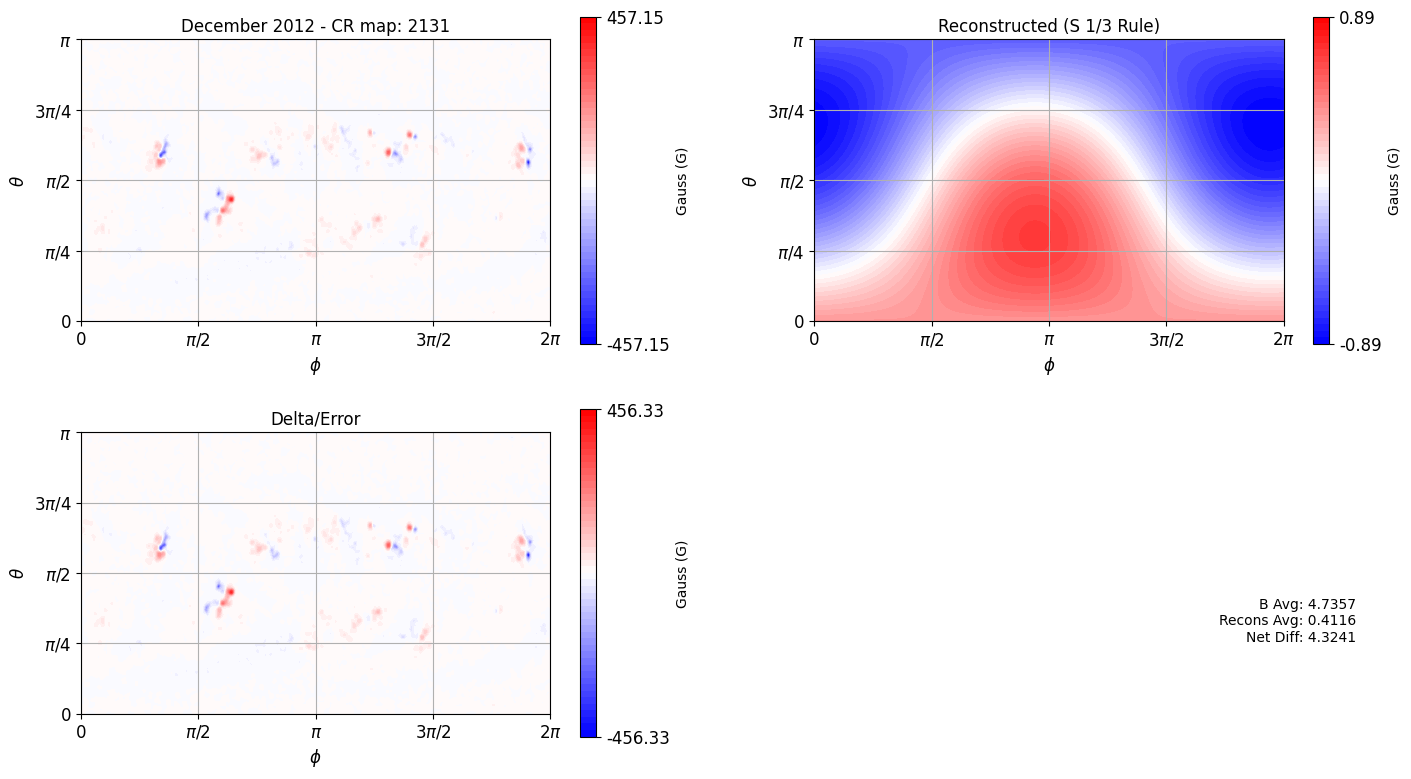 December 2012 - CR map: 2131
π
3π/4
π/2
π/4
0
θ
0
π/2
π
3π/2
2π
ϕ
457.15
-457.15
Gauss (G)
Reconstructed (S 1/3 Rule)
π
3π/4
π/2
π/4
0
θ
0
π/2
π
3π/2
2π
ϕ
0.89
-0.89
Gauss (G)
Delta/Error
π
3π/4
π/2
π/4
0
θ
0
π/2
π
3π/2
2π
ϕ
456.33
-456.33
Gauss (G)
B Avg: 4.7357
Recons Avg: 0.4116
Net Diff: 4.3241